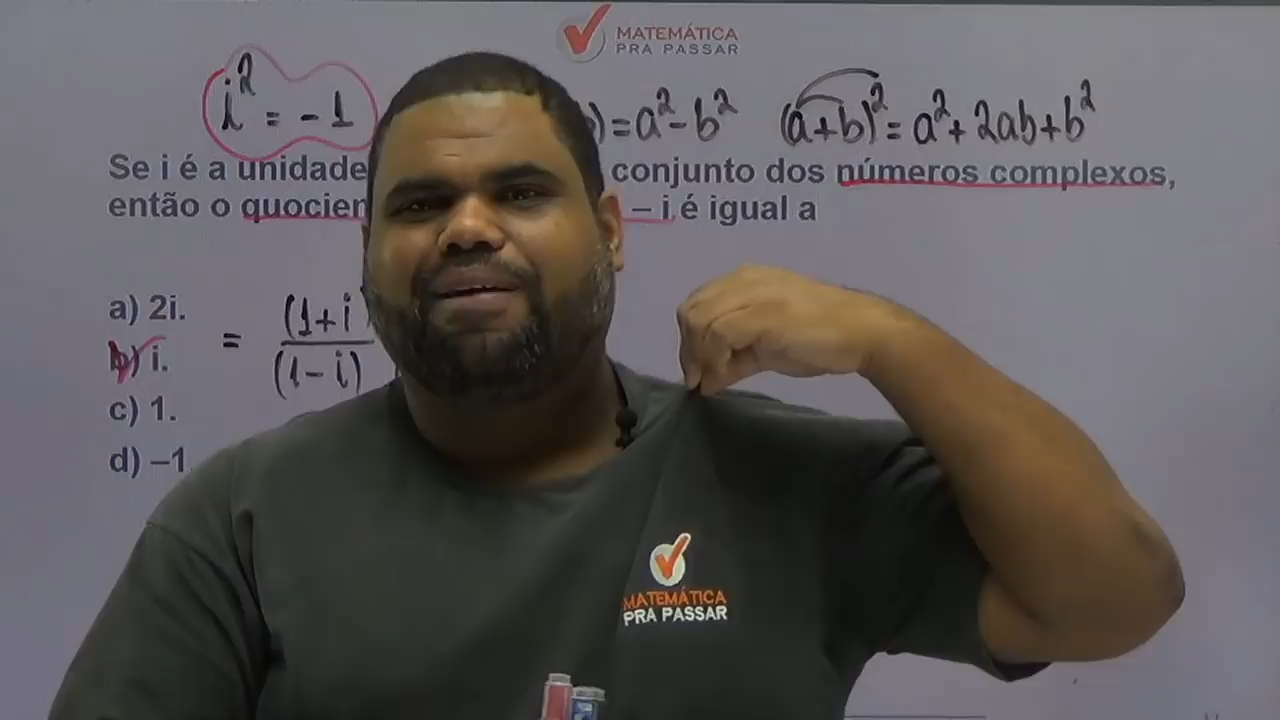 MATEMÁTICA
PRA PASSAR
i² = -1
) = a² - b²
(a+b)² = a² + 2ab + b²
Se i é a unidade conjunto dos números complexos,
então o – i é igual a
a) 2i.
b) i.
c) 1.
d) –1
= (1+i)
(1-i)
MATEMÁTICA
PRA PASSAR